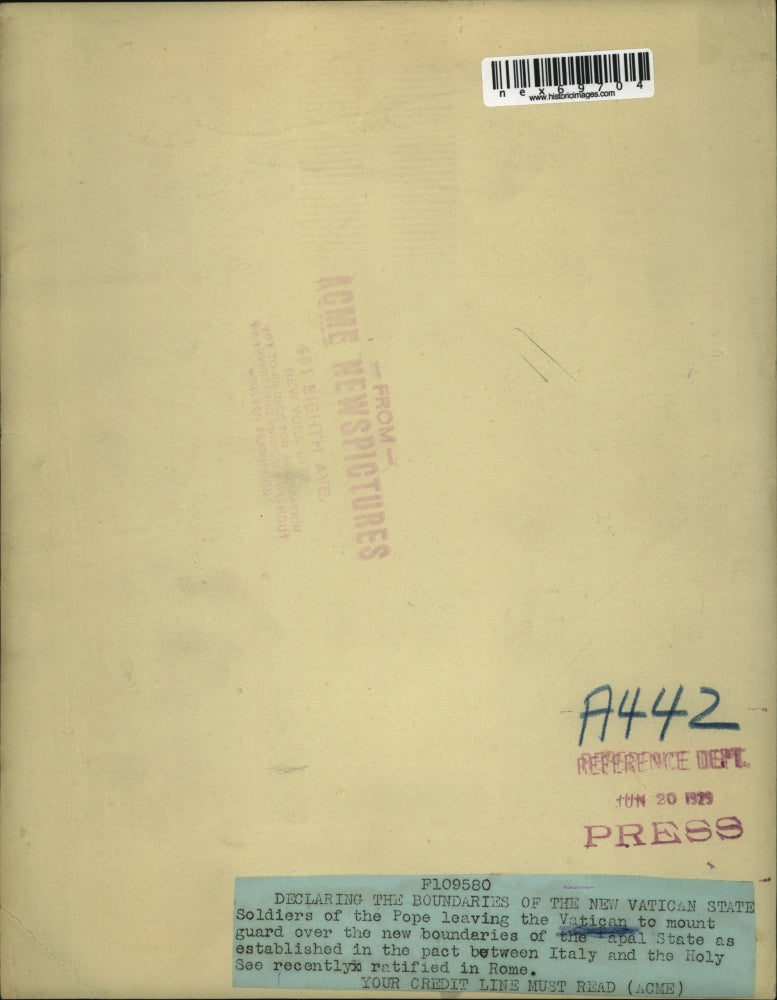 nex69704
www.historicimages.com
— FROM —
ACME NEWSPICTURES
461 EIGHTH AVE.
NEW YORK CITY
A442
REFERENCE DEPT.
JUN 20 1929
PRESS
F109580
DECLARING THE BOUNDARIES OF THE NEW VATICAN STATE
Soldiers of the Pope leaving the Vatican to mount
guard over the new boundaries of the Papal State as
established in the pact between Italy and the Holy
See recently ratified in Rome.
YOUR CREDIT LINE MUST READ (ACME)